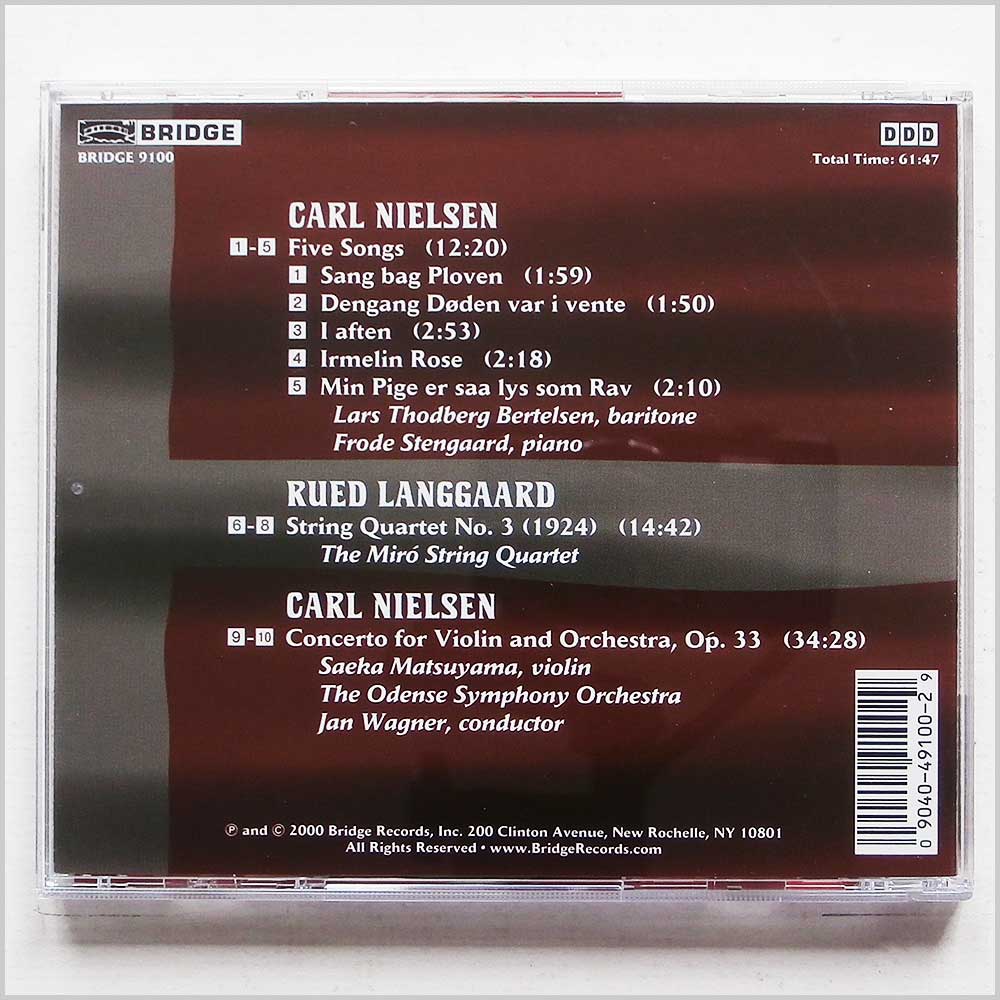 BRIDGE
BRIDGE 9100
DDD
Total Time: 61:47
CARL NIELSEN
1-5 Five Songs (12:20)
1 Sang bag Ploven (1:59)
2 Dengang Døden var i vente (1:50)
3 I aften (2:53)
4 Irmelin Rose (2:18)
5 Min Pige er saa lys som Rav (2:10)
Lars Thodberg Bertelsen, baritone
Frode Stengaard, piano
RUED LANGGAARD
6-8 String Quartet No. 3 (1924) (14:42)
The Miró String Quartet
CARL NIELSEN
9-10 Concerto for Violin and Orchestra, Op. 33 (34:28)
Saeka Matsuyama, violin
The Odense Symphony Orchestra
Jan Wagner, conductor
0 9040-49100-2 9
℗ and © 2000 Bridge Records, Inc. 200 Clinton Avenue, New Rochelle, NY 10801
All Rights Reserved • www.BridgeRecords.com